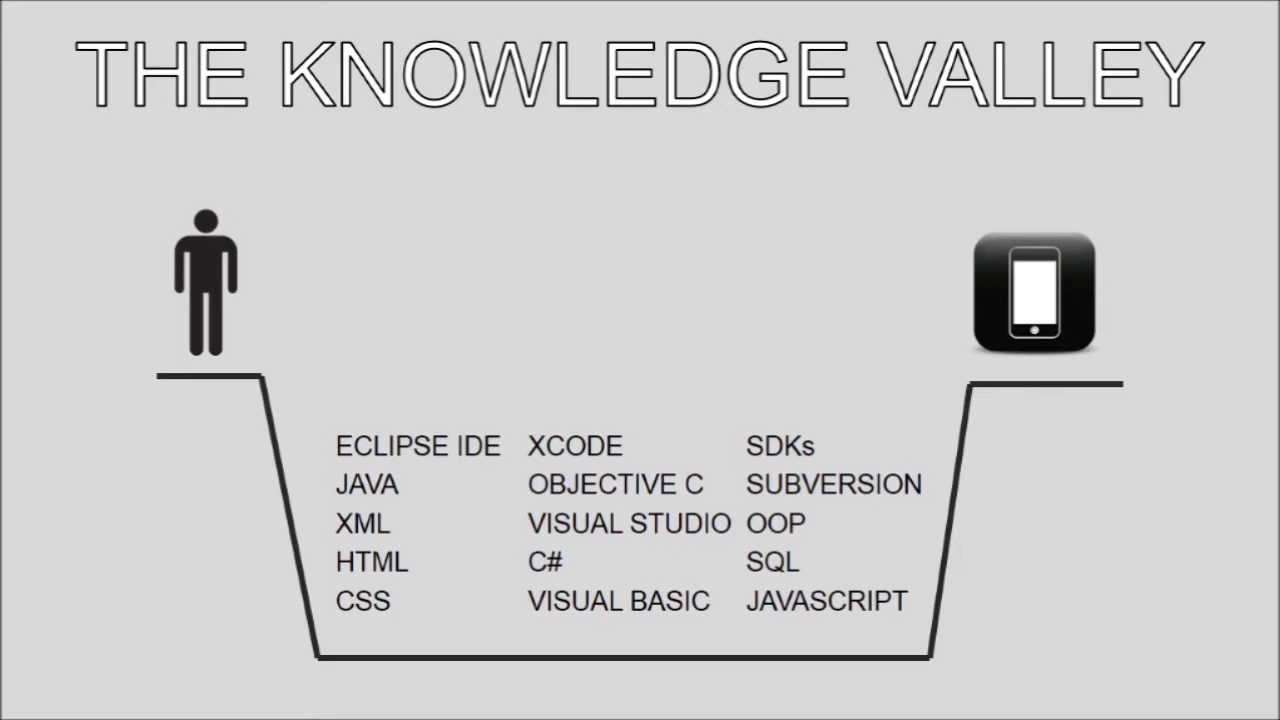 THE KNOWLEDGE VALLEY
ECLIPSE IDE XCODE SDKs
JAVA OBJECTIVE C SUBVERSION
XML VISUAL STUDIO OOP
HTML C# SQL
CSS VISUAL BASIC JAVASCRIPT